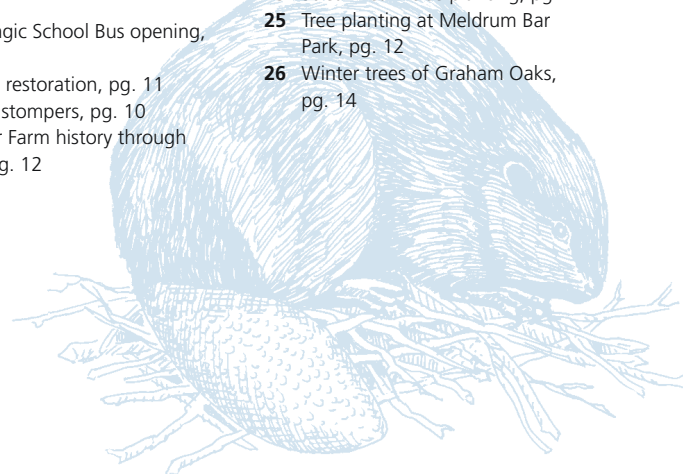 agic School Bus opening,
restoration, pg. 11
stompers, pg. 10
r Farm history through
g. 12
25 Tree planting at Meldrum Bar
Park, pg. 12
26 Winter trees of Graham Oaks,
pg. 14